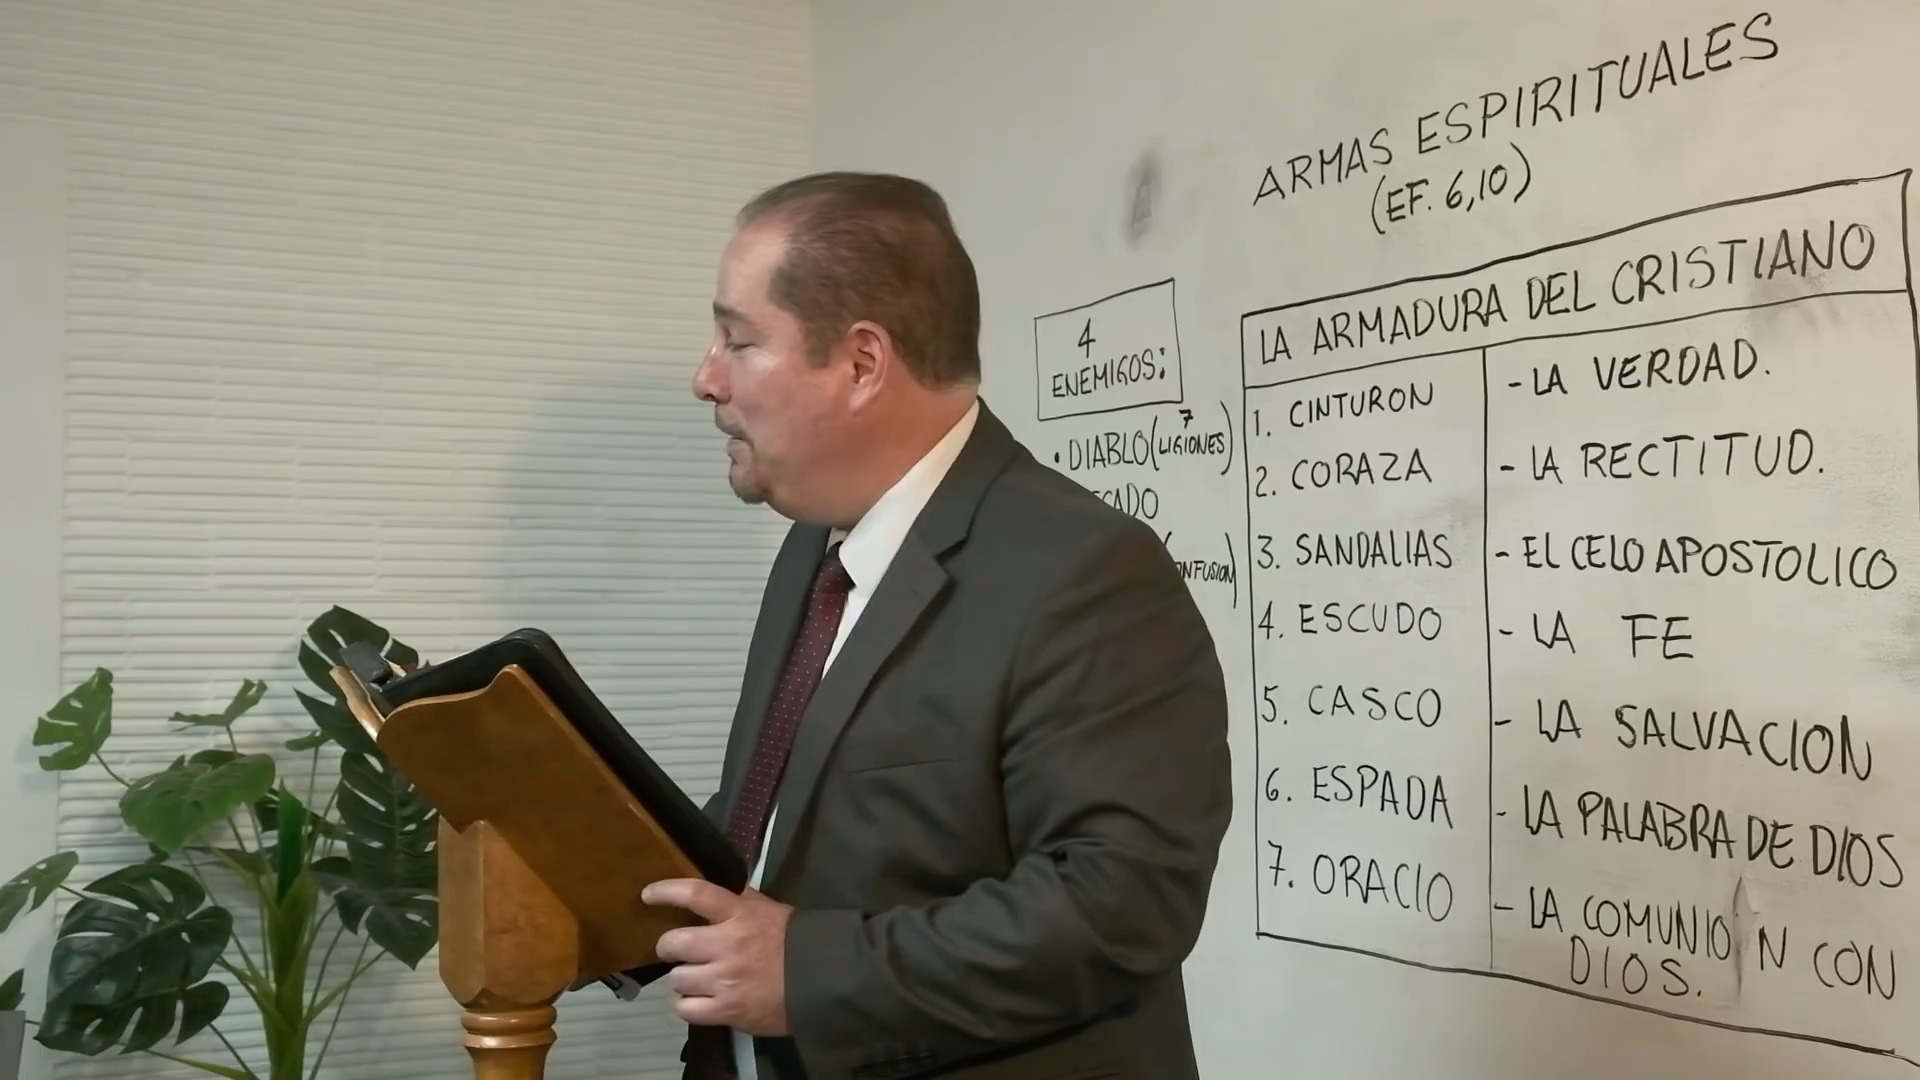 ARMAS ESPIRITUALES
(EF. 6,10)
4
ENEMIGOS:
• DIABLO (7 LIGIONES)
LA ARMADURA DEL CRISTIANO
1. CINTURON - LA VERDAD.
2. CORAZA - LA RECTITUD.
3. SANDALIAS - EL CELO APOSTOLICO
4. ESCUDO - LA FE
5. CASCO - LA SALVACION
6. ESPADA - LA PALABRA DE DIOS
7. ORACIO - LA COMUNION CON
DIOS.